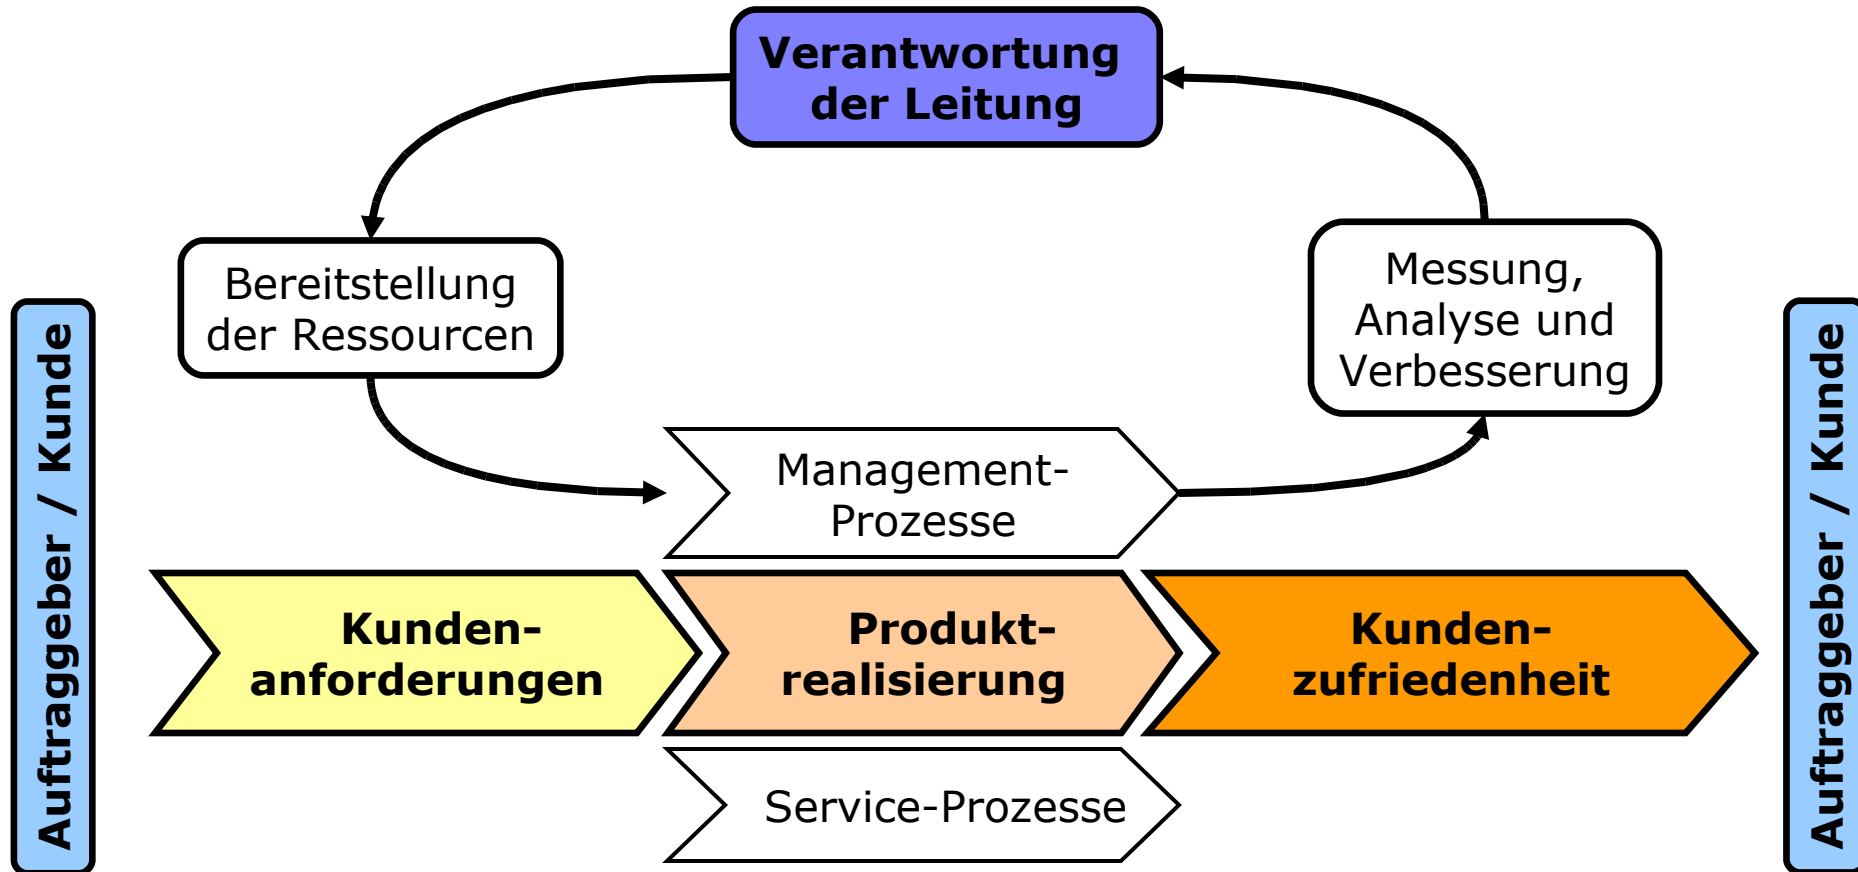 Verantwortung
der Leitung
Bereitstellung
der Ressourcen
Messung,
Analyse und
Verbesserung
Auftraggeber / Kunde
Management-
Prozesse
Kunden-
anforderungen
Produkt-
realisierung
Kunden-
zufriedenheit
Service-Prozesse
Auftraggeber / Kunde